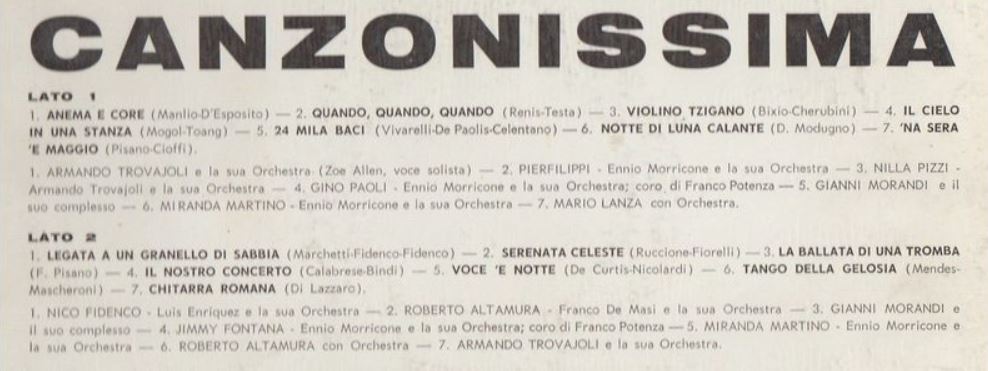 CANZONISSIMA
LATO 1
1. ANEMA E CORE (Manlio-D'Esposito) — 2. QUANDO, QUANDO, QUANDO (Renis-Testa) — 3. VIOLINO TZIGANO (Bixio-Cherubini) — 4. IL CIELO
IN UNA STANZA (Mogol-Toang) — 5. 24 MILA BACI (Vivarelli-De Paolis-Celentano) — 6. NOTTE DI LUNA CALANTE (D. Modugno) — 7. 'NA SERA
'E MAGGIO (Pisano-Cioffi).
1. ARMANDO TROVAJOLI e la sua Orchestra (Zoe Allen, voce solista) — 2. PIERFILIPPI - Ennio Morricone e la sua Orchestra — 3. NILLA PIZZI -
Armando Trovajoli e la sua Orchestra — 4. GINO PAOLI - Ennio Morricone e la sua Orchestra; coro di Franco Potenza — 5. GIANNI MORANDI e il
suo complesso — 6. MIRANDA MARTINO - Ennio Morricone e la sua Orchestra — 7. MARIO LANZA con Orchestra.
LATO 2
1. LEGATA A UN GRANELLO DI SABBIA (Marchetti-Fidenco-Fidenco) — 2. SERENATA CELESTE (Ruccione-Fiorelli) — 3. LA BALLATA DI UNA TROMBA
(F. Pisano) — 4. IL NOSTRO CONCERTO (Calabrese-Bindi) — 5. VOCE 'E NOTTE (De Curtis-Nicolardi) — 6. TANGO DELLA GELOSIA (Mendes-
Mascheroni) — 7. CHITARRA ROMANA (Di Lazzaro).
1. NICO FIDENCO - Luis Enriquez e la sua Orchestra — 2. ROBERTO ALTAMURA - Franco De Masi e la sua Orchestra — 3. GIANNI MORANDI e
il suo complesso — 4. JIMMY FONTANA - Ennio Morricone e la sua Orchestra; coro di Franco Potenza — 5. MIRANDA MARTINO - Ennio Morricone e
la sua Orchestra — 6. ROBERTO ALTAMURA con Orchestra — 7. ARMANDO TROVAJOLI e la sua Orchestra.